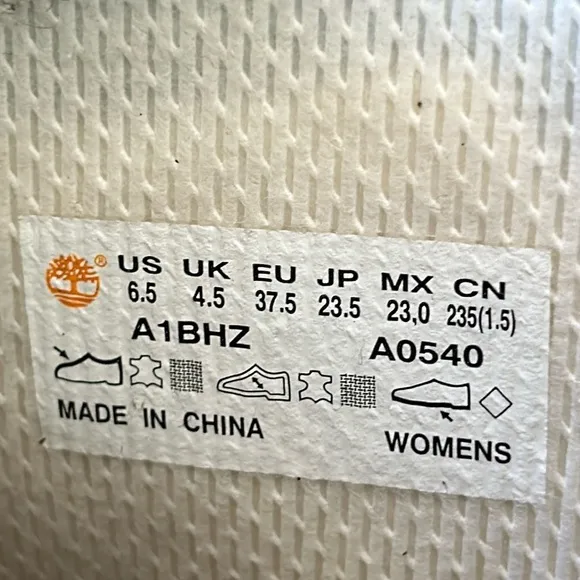 ® US UK EU JP MX CN
6.5 4.5 37.5 23.5 23,0 235(1.5)
A1BHZ A0540
MADE IN CHINA
WOMENS